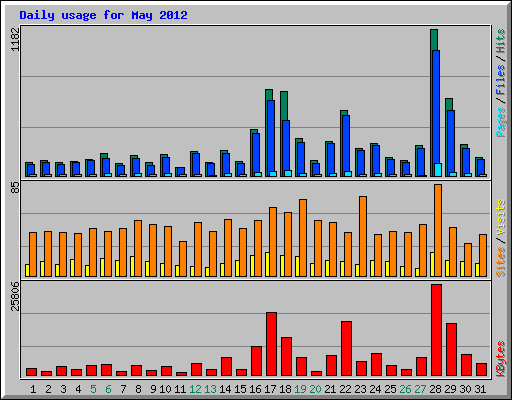 Daily usage for May 2012
1182
Pages / Files / Hits
85
Sites / Visits
25806
KBytes
1 2 3 4 5 6 7 8 9 10 11 12 13 14 15 16 17 18 19 20 21 22 23 24 25 26 27 28 29 30 31